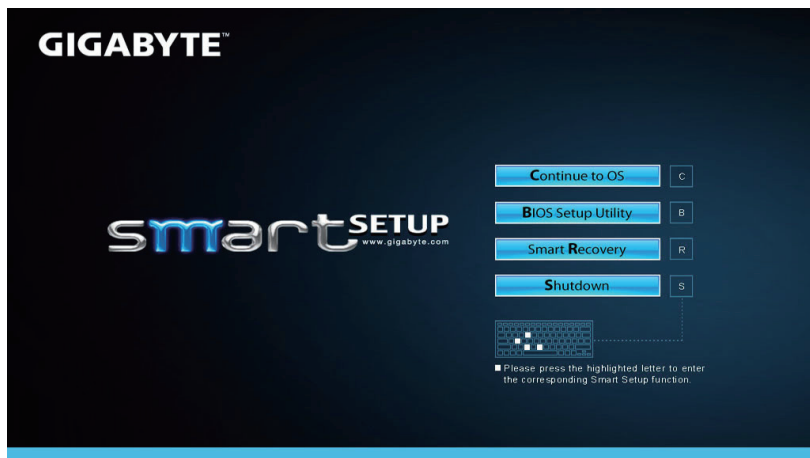 GIGABYTE™
smart SETUP
www.gigabyte.com
Continue to OS C
BIOS Setup Utility B
Smart Recovery R
Shutdown S
Please press the highlighted letter to enter
the corresponding Smart Setup function.